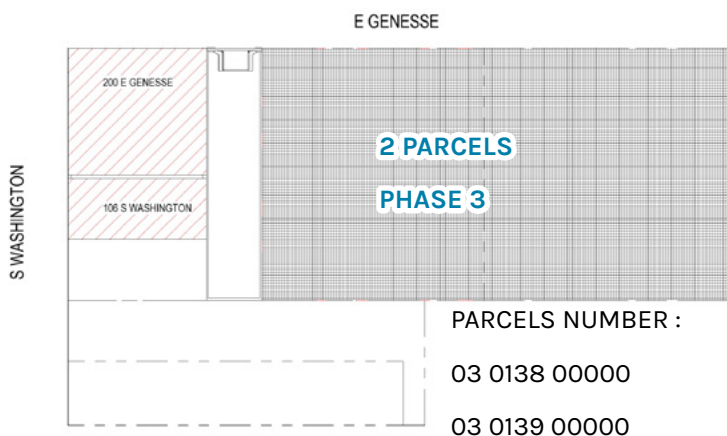 E GENESSE
200 E GENESSE
2 PARCELS
PHASE 3
106 S WASHINGTON
S WASHINGTON
PARCELS NUMBER :
03 0138 00000
03 0139 00000